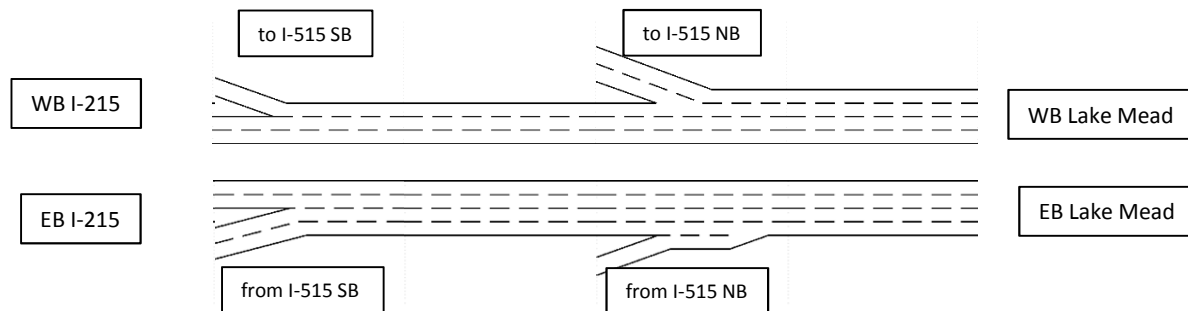 to I-515 SB
to I-515 NB
WB I-215
WB Lake Mead
EB I-215
EB Lake Mead
from I-515 SB
from I-515 NB